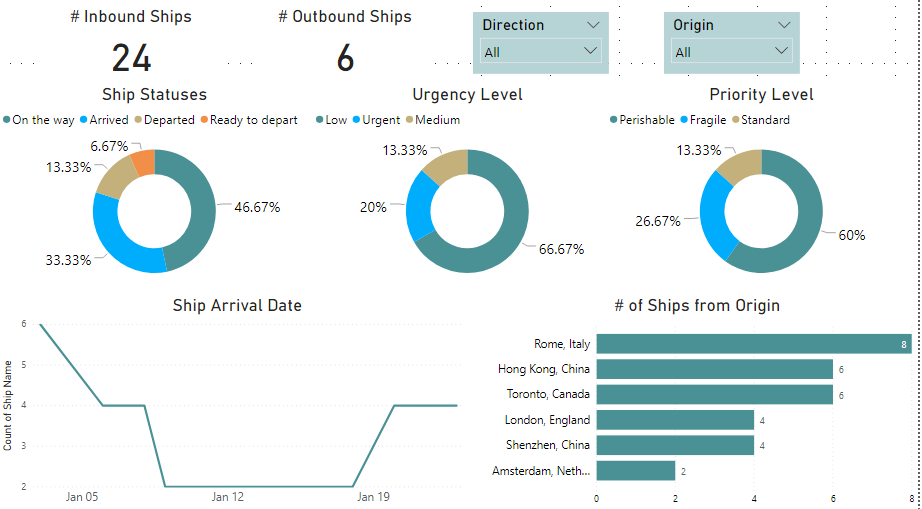 # Inbound Ships
24
# Outbound Ships
6
Direction
All
Origin
All
Ship Statuses
On the way Arrived Departed Ready to depart
6.67%
13.33%
46.67%
33.33%
Urgency Level
Low Urgent Medium
13.33%
20%
66.67%
Priority Level
Perishable Fragile Standard
13.33%
26.67%
60%
Ship Arrival Date
Count of Ship Name
6
5
4
3
2
Jan 05 Jan 12 Jan 19
# of Ships from Origin
Rome, Italy 8
Hong Kong, China 6
Toronto, Canada 6
London, England 4
Shenzhen, China 4
Amsterdam, Neth... 2
0 2 4 6 8